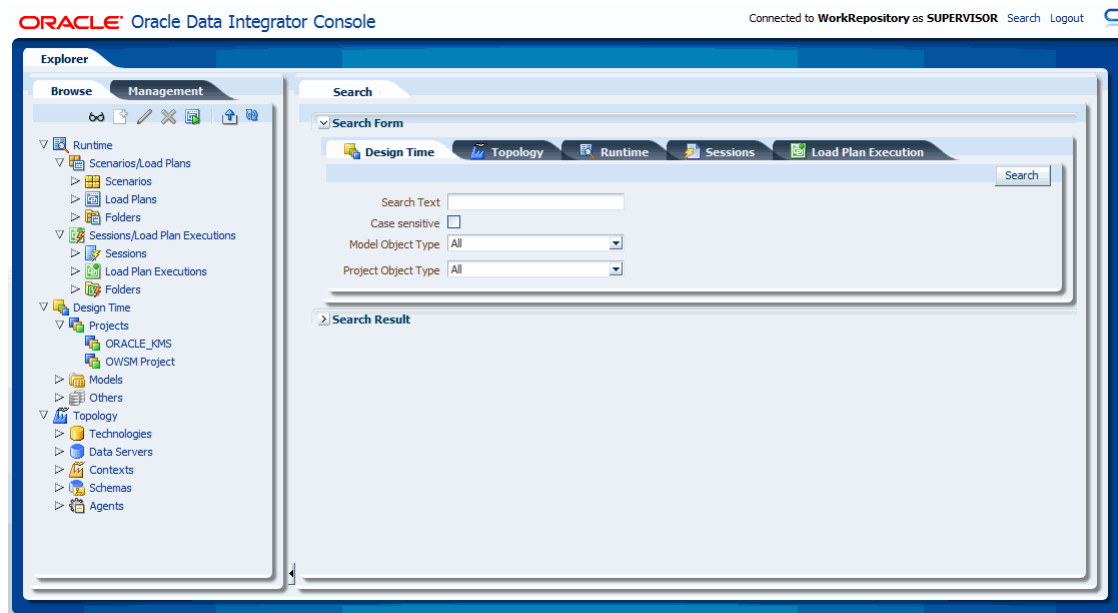 ORACLE Oracle Data Integrator Console
Connected to WorkRepository as SUPERVISOR Search Logout
Explorer
Browse Management
Runtime
Scenarios/Load Plans
Scenarios
Load Plans
Folders
Sessions/Load Plan Executions
Sessions
Load Plan Executions
Folders
Design Time
Projects
ORACLE_KMS
OWSM Project
Models
Others
Topology
Technologies
Data Servers
Contexts
Schemas
Agents
Search
Search Form
Design Time Topology Runtime Sessions Load Plan Execution
Search
Search Text
Case sensitive
Model Object Type All
Project Object Type All
Search Result